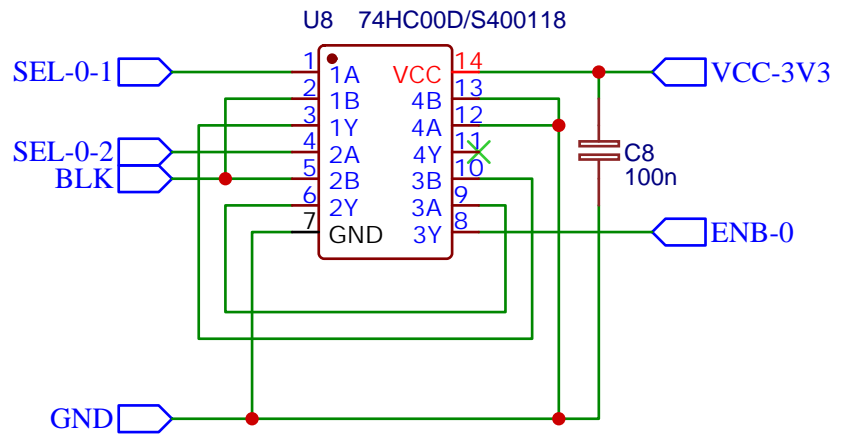 U8 74HC00D/S400118
SEL-0-1
1
1A
VCC
14
VCC-3V3
2
1B
4B
13
3
1Y
4A
12
SEL-0-2
4
2A
4Y
11
C8
BLK
5
2B
3B
10
100n
6
2Y
3A
9
7
GND
3Y
8
ENB-0
GND